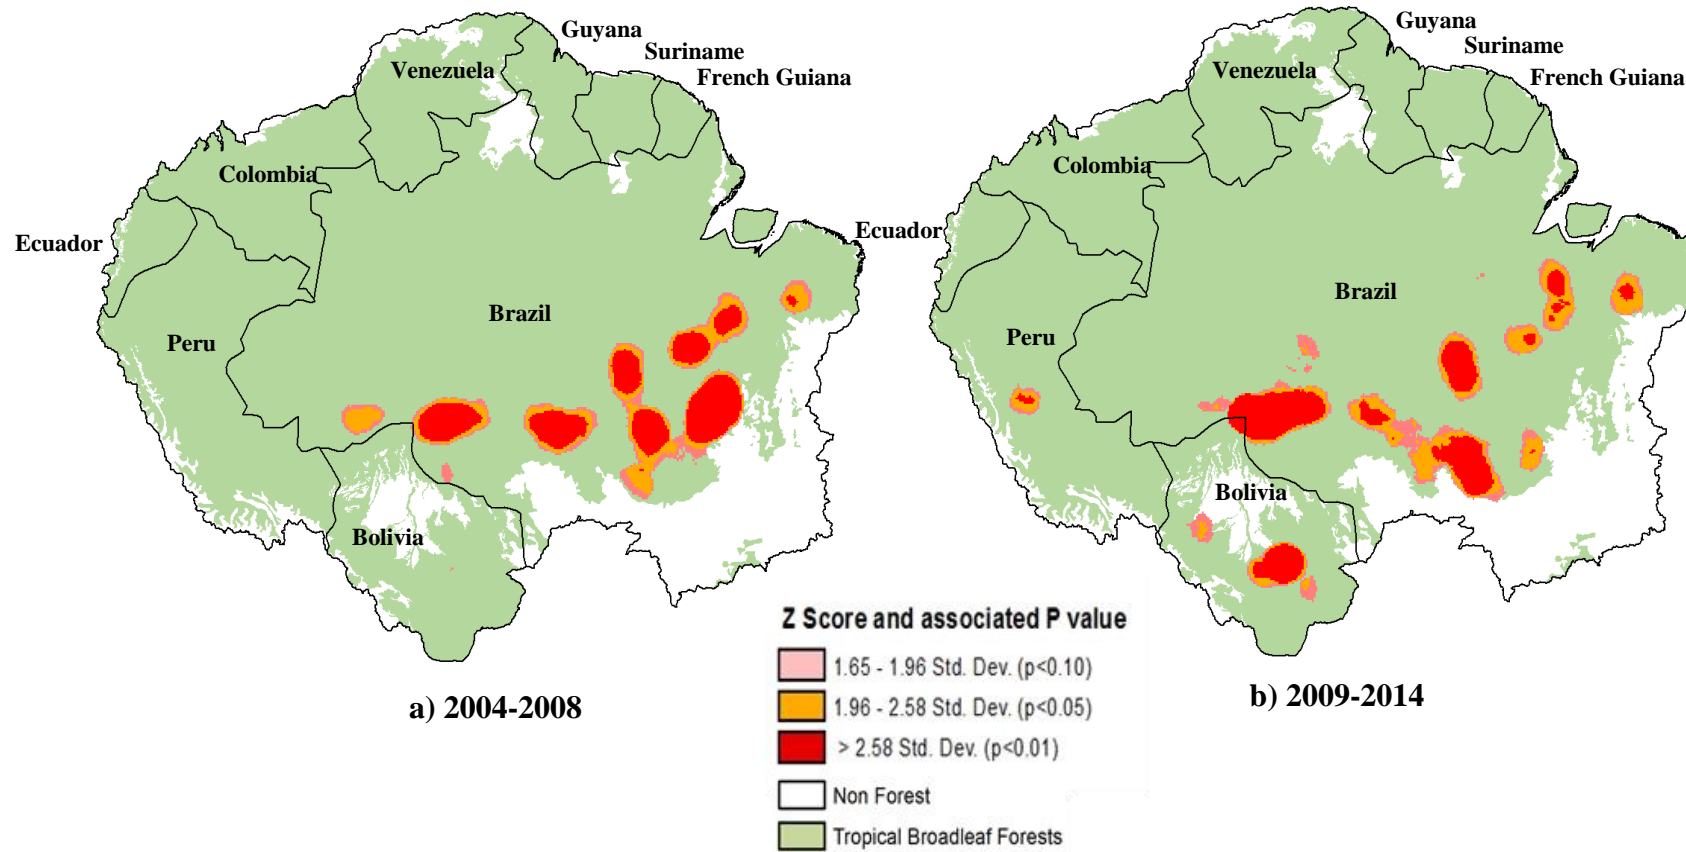 Guyana
Suriname
French Guiana
Venezuela
Colombia
Ecuador
Brazil
Peru
Bolivia
a) 2004-2008
Guyana
Suriname
French Guiana
Venezuela
Colombia
Ecuador
Brazil
Peru
Bolivia
b) 2009-2014
Z Score and associated P value
1.65 - 1.96 Std. Dev. (p<0.10)
1.96 - 2.58 Std. Dev. (p<0.05)
> 2.58 Std. Dev. (p<0.01)
Non Forest
Tropical Broadleaf Forests